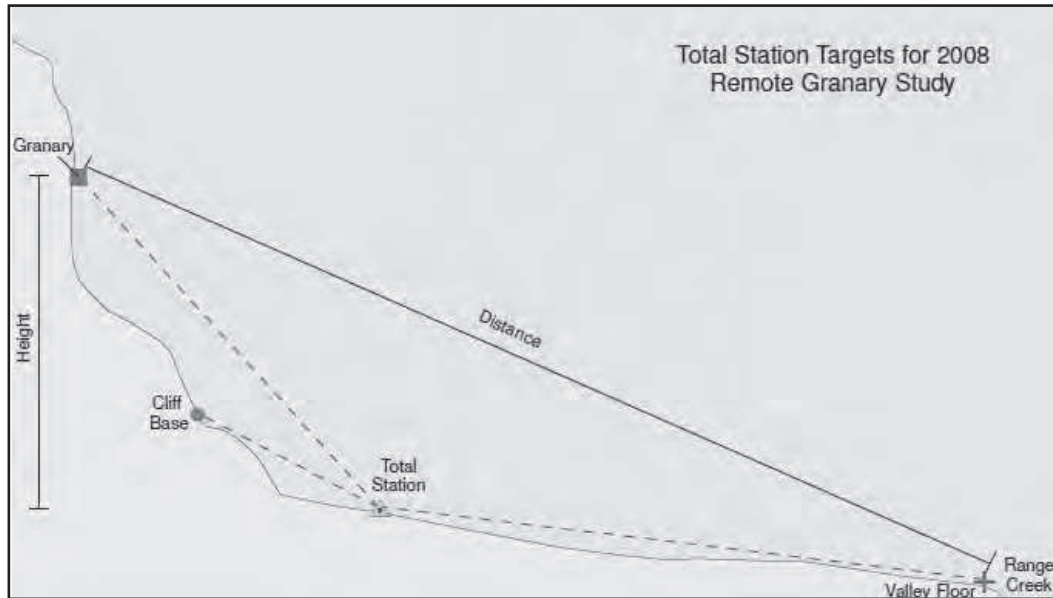 Total Station Targets for 2008
Remote Granary Study
Granary
Distance
Height
Cliff
Base
Total
Station
Range
Creek
Valley Floor